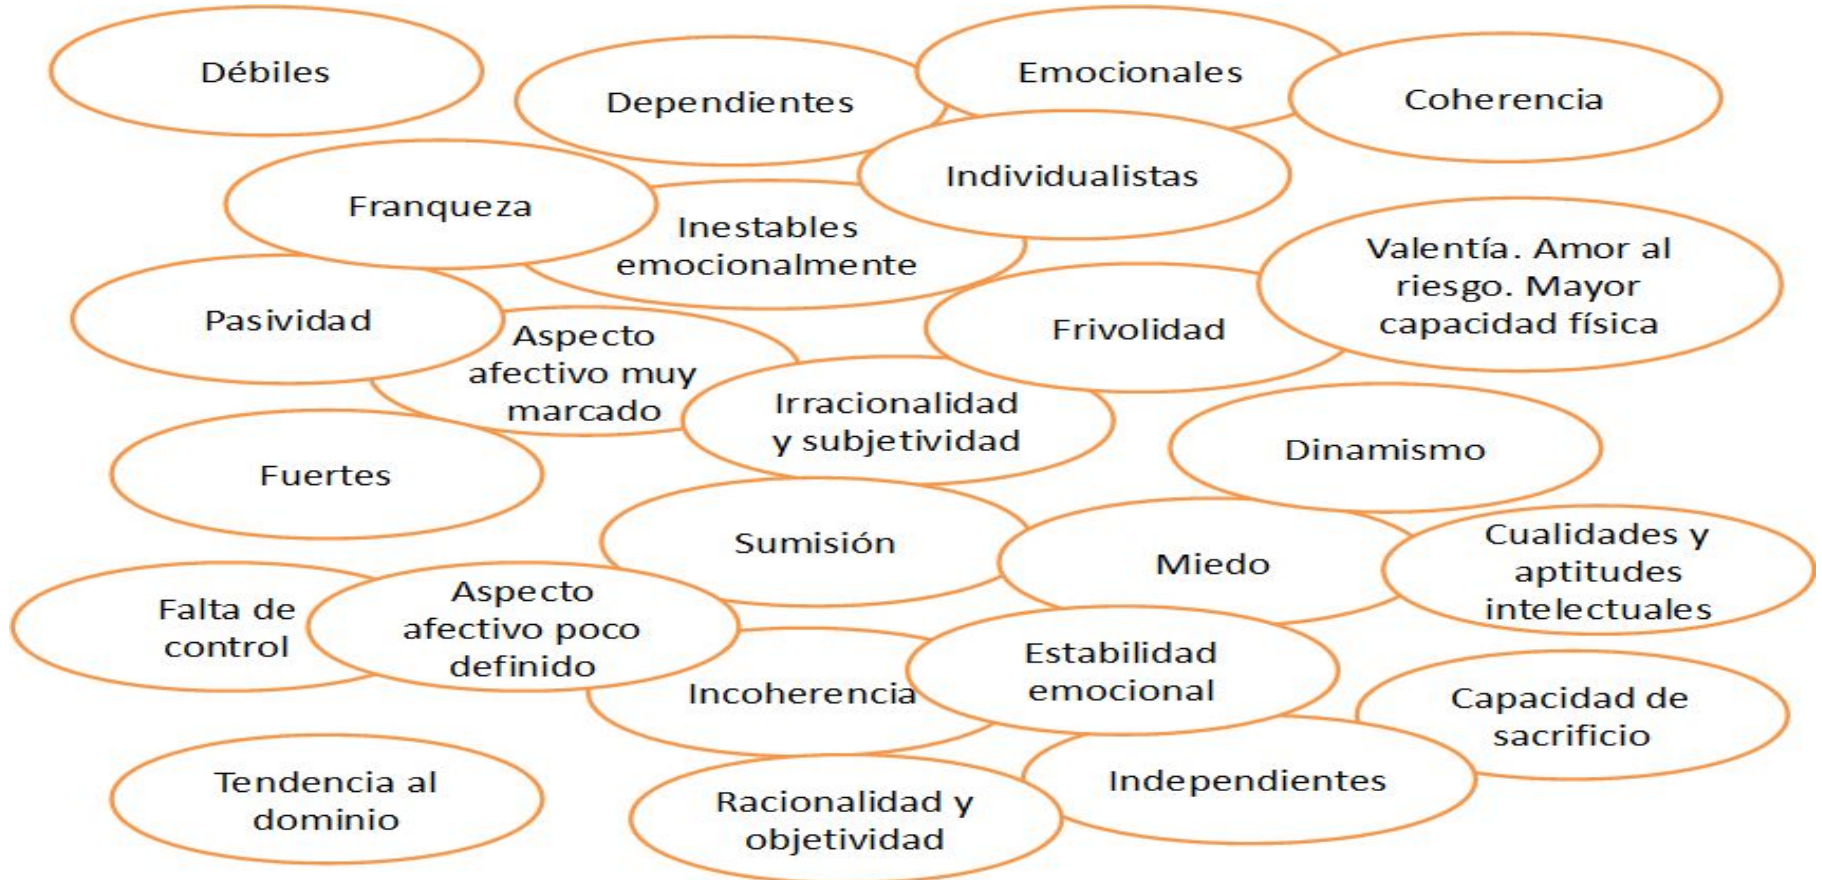 Débiles
Dependientes
Emocionales
Coherencia
Franqueza
Inestables
emocionalmente
Individualistas
Valentía. Amor al
riesgo. Mayor
capacidad física
Pasividad
Aspecto
afectivo muy
marcado
Frivolidad
Irracionalidad
y subjetividad
Dinamismo
Fuertes
Sumisión
Miedo
Cualidades y
aptitudes
intelectuales
Falta de
control
Aspecto
afectivo poco
definido
Incoherencia
Estabilidad
emocional
Capacidad de
sacrificio
Tendencia al
dominio
Racionalidad y
objetividad
Independientes